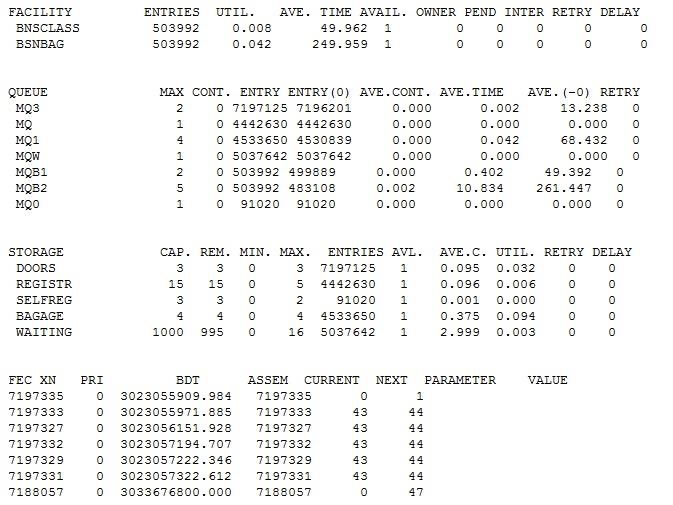 FACILITY ENTRIES UTIL. AVE. TIME AVAIL. OWNER PEND INTER RETRY DELAY
BNSCLASS 503992 0.008 49.962 1 0 0 0 0 0
BSNBAG 503992 0.042 249.959 1 0 0 0 0 0
QUEUE MAX CONT. ENTRY ENTRY(0) AVE.CONT. AVE.TIME AVE.(-0) RETRY
MQ3 2 0 7197125 7196201 0.000 0.002 13.238 0
MQ 1 0 4442630 4442630 0.000 0.000 0.000 0
MQ1 4 0 4533650 4530839 0.000 0.042 68.432 0
MQW 1 0 5037642 5037642 0.000 0.000 0.000 0
MQB1 2 0 503992 499889 0.000 0.402 49.392 0
MQB2 5 0 503992 483108 0.002 10.834 261.447 0
MQ0 1 0 91020 91020 0.000 0.000 0.000 0
STORAGE CAP. REM. MIN. MAX. ENTRIES AVL. AVE.C. UTIL. RETRY DELAY
DOORS 3 3 0 3 7197125 1 0.095 0.032 0 0
REGISTR 15 15 0 5 4442630 1 0.096 0.006 0 0
SELFREG 3 3 0 2 91020 1 0.001 0.000 0 0
BAGAGE 4 4 0 4 4533650 1 0.375 0.094 0 0
WAITING 1000 995 0 16 5037642 1 2.999 0.003 0 0
FEC XN PRI BDT ASSEM CURRENT NEXT PARAMETER VALUE
7197335 0 3023055909.984 7197335 0 1
7197333 0 3023055971.885 7197333 43 44
7197327 0 3023056151.928 7197327 43 44
7197332 0 3023057194.707 7197332 43 44
7197329 0 3023057222.346 7197329 43 44
7197331 0 3023057322.612 7197331 43 44
7188057 0 3033676800.000 7188057 0 47